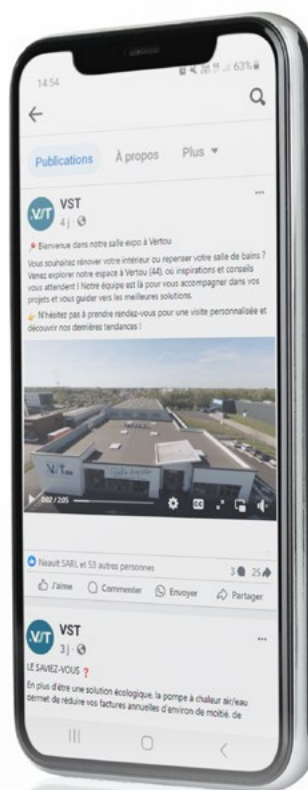 14:54
63%
Publications À propos Plus
VST
VST
4 j
Bienvenue dans notre salle expo à Vertou
Vous souhaitez rénover votre intérieur ou repenser votre salle de bains ?
Venez explorer notre espace à Vertou (44), où inspirations et conseils
vous attendent ! Notre équipe est là pour vous accompagner dans vos
projets et vous guider vers les meilleures solutions.
N'hésitez pas à prendre rendez-vous pour une visite personnalisée et
découvrir nos dernières tendances !
VST
0:02 / 2:05
CC
Neault SARL et 53 autres personnes
3 25
J'aime Commenter Envoyer Partager
VST
VST
3 j
LE SAVIEZ-VOUS ?
En plus d'être une solution écologique, la pompe à chaleur air/eau
permet de réduire vos factures annuelles d'environ de moitié, de